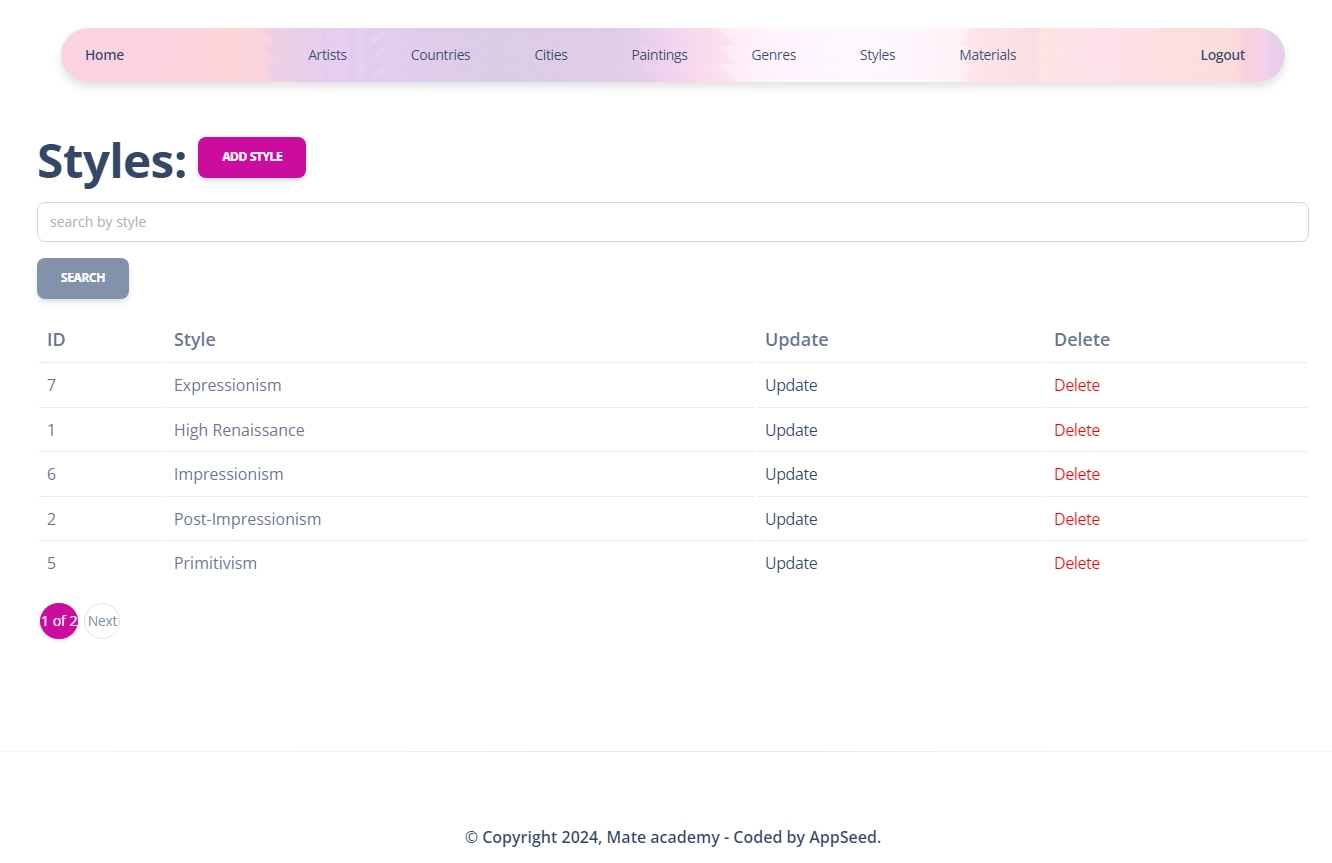 Home Artists Countries Cities Paintings Genres Styles Materials Logout
Styles: ADD STYLE
search by style
SEARCH
ID Style Update Delete
7 Expressionism Update Delete
1 High Renaissance Update Delete
6 Impressionism Update Delete
2 Post-Impressionism Update Delete
5 Primitivism Update Delete
1 of 2 Next
© Copyright 2024, Mate academy - Coded by AppSeed.